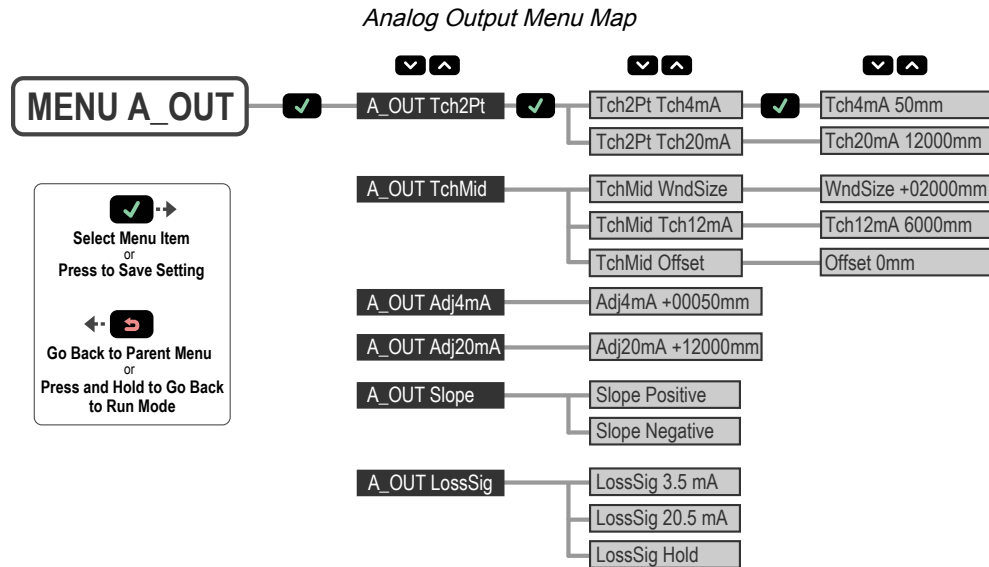 Analog Output Menu Map
MENU A_OUT
A_OUT Tch2Pt
Tch2Pt Tch4mA
Tch4mA 50mm
Tch2Pt Tch20mA
Tch20mA 12000mm
A_OUT TchMid
TchMid WndSize
WndSize +02000mm
TchMid Tch12mA
Tch12mA 6000mm
TchMid Offset
Offset 0mm
A_OUT Adj4mA
Adj4mA +00050mm
A_OUT Adj20mA
Adj20mA +12000mm
A_OUT Slope
Slope Positive
Slope Negative
A_OUT LossSig
LossSig 3.5 mA
LossSig 20.5 mA
LossSig Hold
Select Menu Item
or
Press to Save Setting
Go Back to Parent Menu
or
Press and Hold to Go Back
to Run Mode